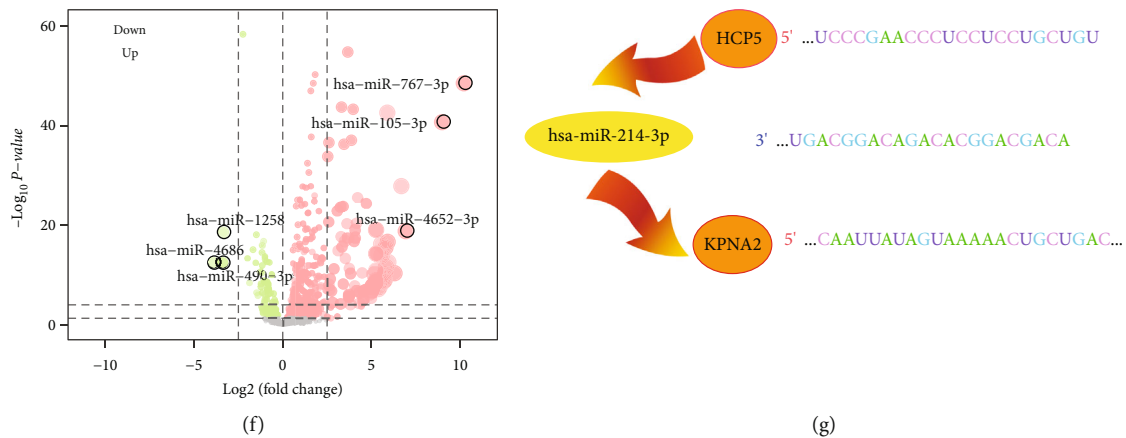 Down
Up
60
40
20
0
−Log10 P−value
hsa−miR−767−3p
hsa−miR−105−3p
hsa−miR−1258
hsa−miR−4652−3p
hsa−miR−4686
hsa−miR−490−3p
−10 −5 0 5 10
Log2 (fold change)
(f)
HCP5 5' ...UCCCGAACCCUCCUCCUGCUGU
hsa-miR-214-3p 3' ...UGACGGACAGACACGGACGACA
KPNA2 5' ...CAAUUAUAGUAAAAACUGCUGAC...
(g)